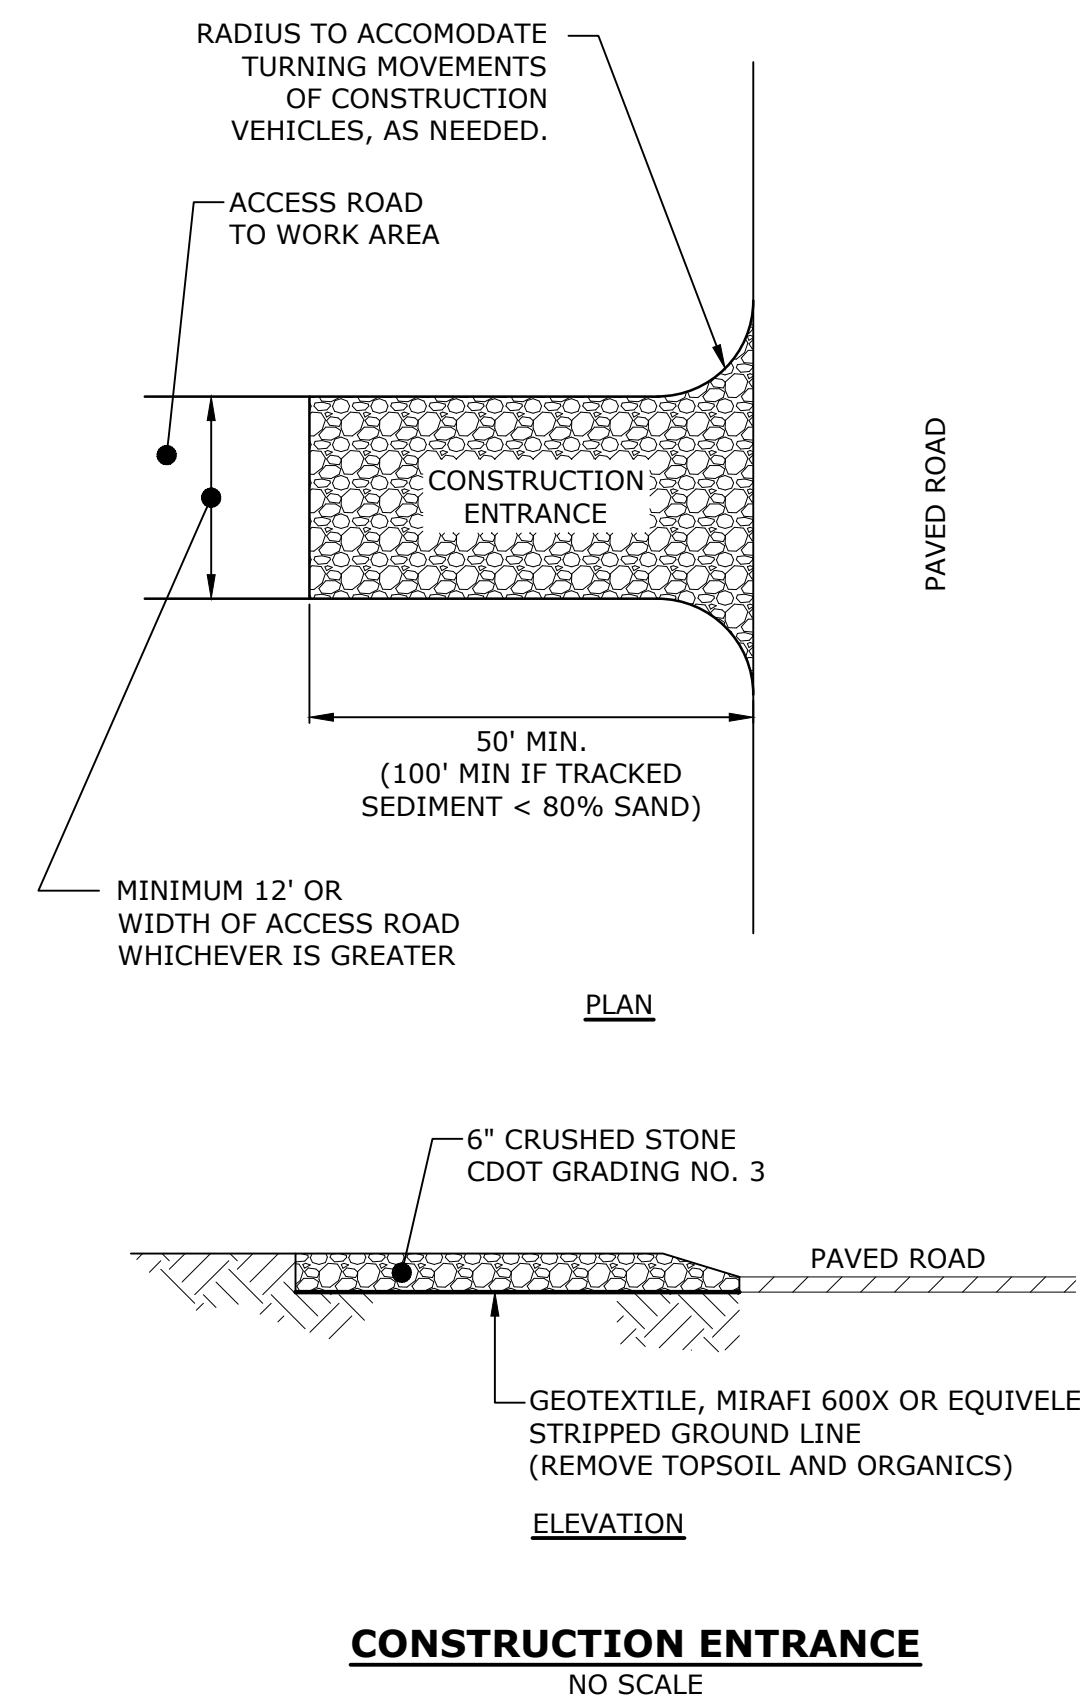 RADIUS TO ACCOMODATE
TURNING MOVEMENTS
OF CONSTRUCTION
VEHICLES, AS NEEDED.
ACCESS ROAD
TO WORK AREA
CONSTRUCTION
ENTRANCE
PAVED ROAD
50' MIN.
(100' MIN IF TRACKED
SEDIMENT < 80% SAND)
MINIMUM 12' OR
WIDTH OF ACCESS ROAD
WHICHEVER IS GREATER
PLAN
6" CRUSHED STONE
CDOT GRADING NO. 3
PAVED ROAD
GEOTEXTILE, MIRAFI 600X OR EQUIVELE
STRIPPED GROUND LINE
(REMOVE TOPSOIL AND ORGANICS)
ELEVATION
CONSTRUCTION ENTRANCE
NO SCALE